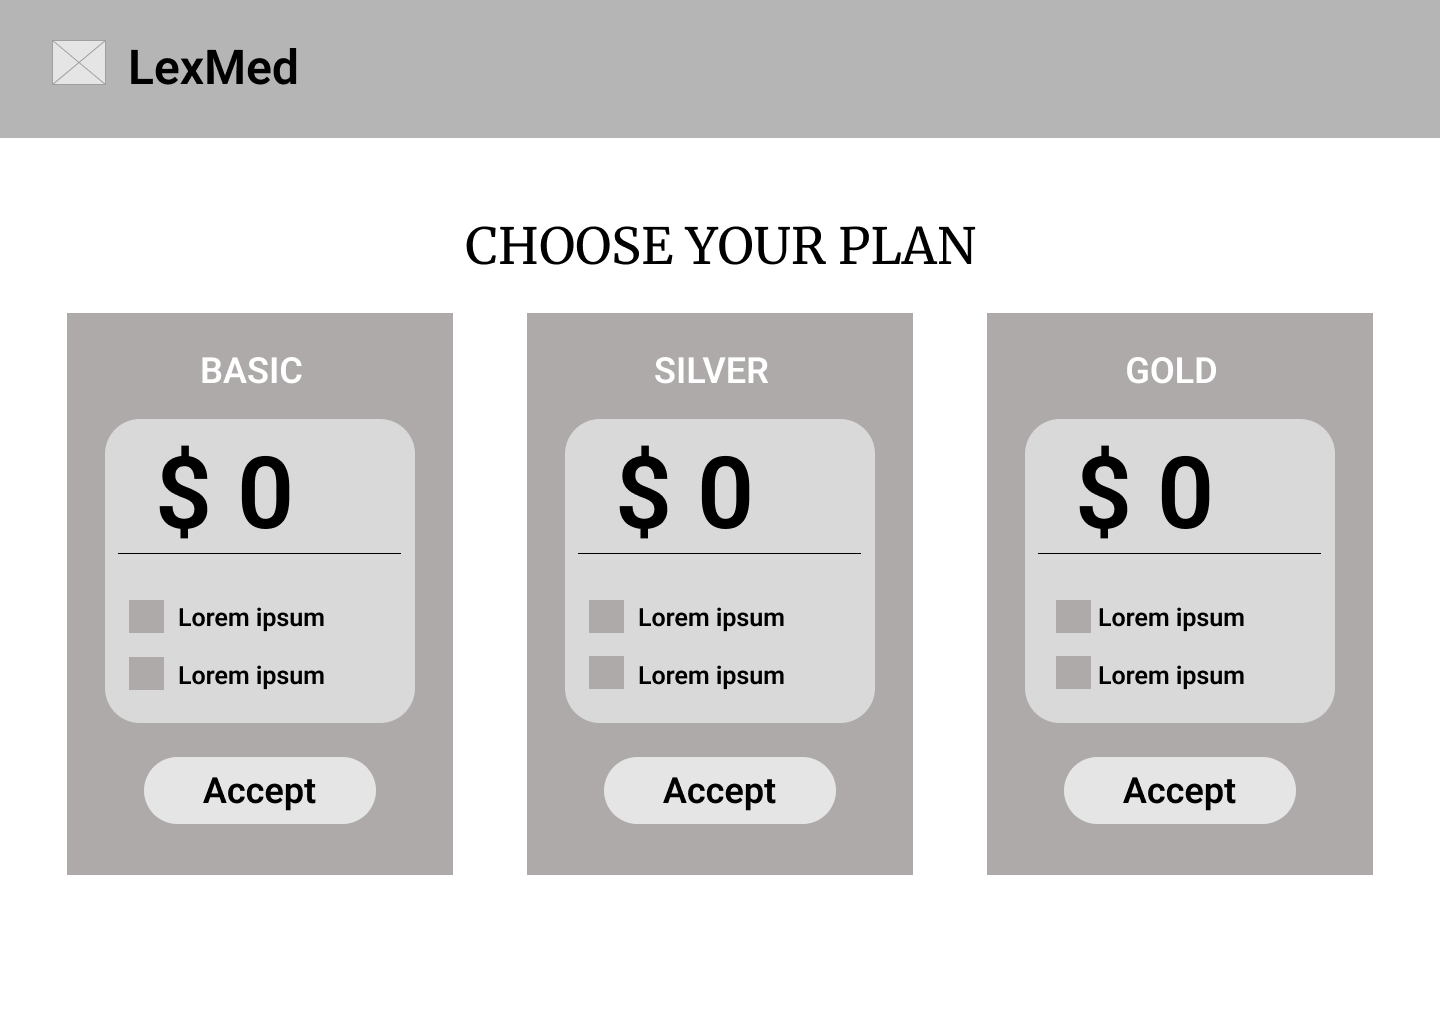 LexMed
CHOOSE YOUR PLAN
BASIC
$ 0
Lorem ipsum
Lorem ipsum
Accept
SILVER
$ 0
Lorem ipsum
Lorem ipsum
Accept
GOLD
$ 0
Lorem ipsum
Lorem ipsum
Accept